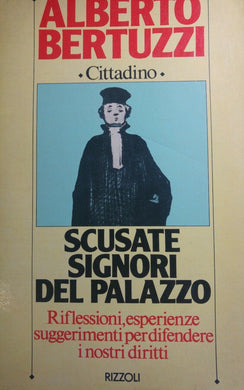 ALBERTO
BERTUZZI
• Cittadino •
SCUSATE
SIGNORI
DEL PALAZZO
Riflessioni, esperienze
suggerimenti per difendere
i nostri diritti
RIZZOLI